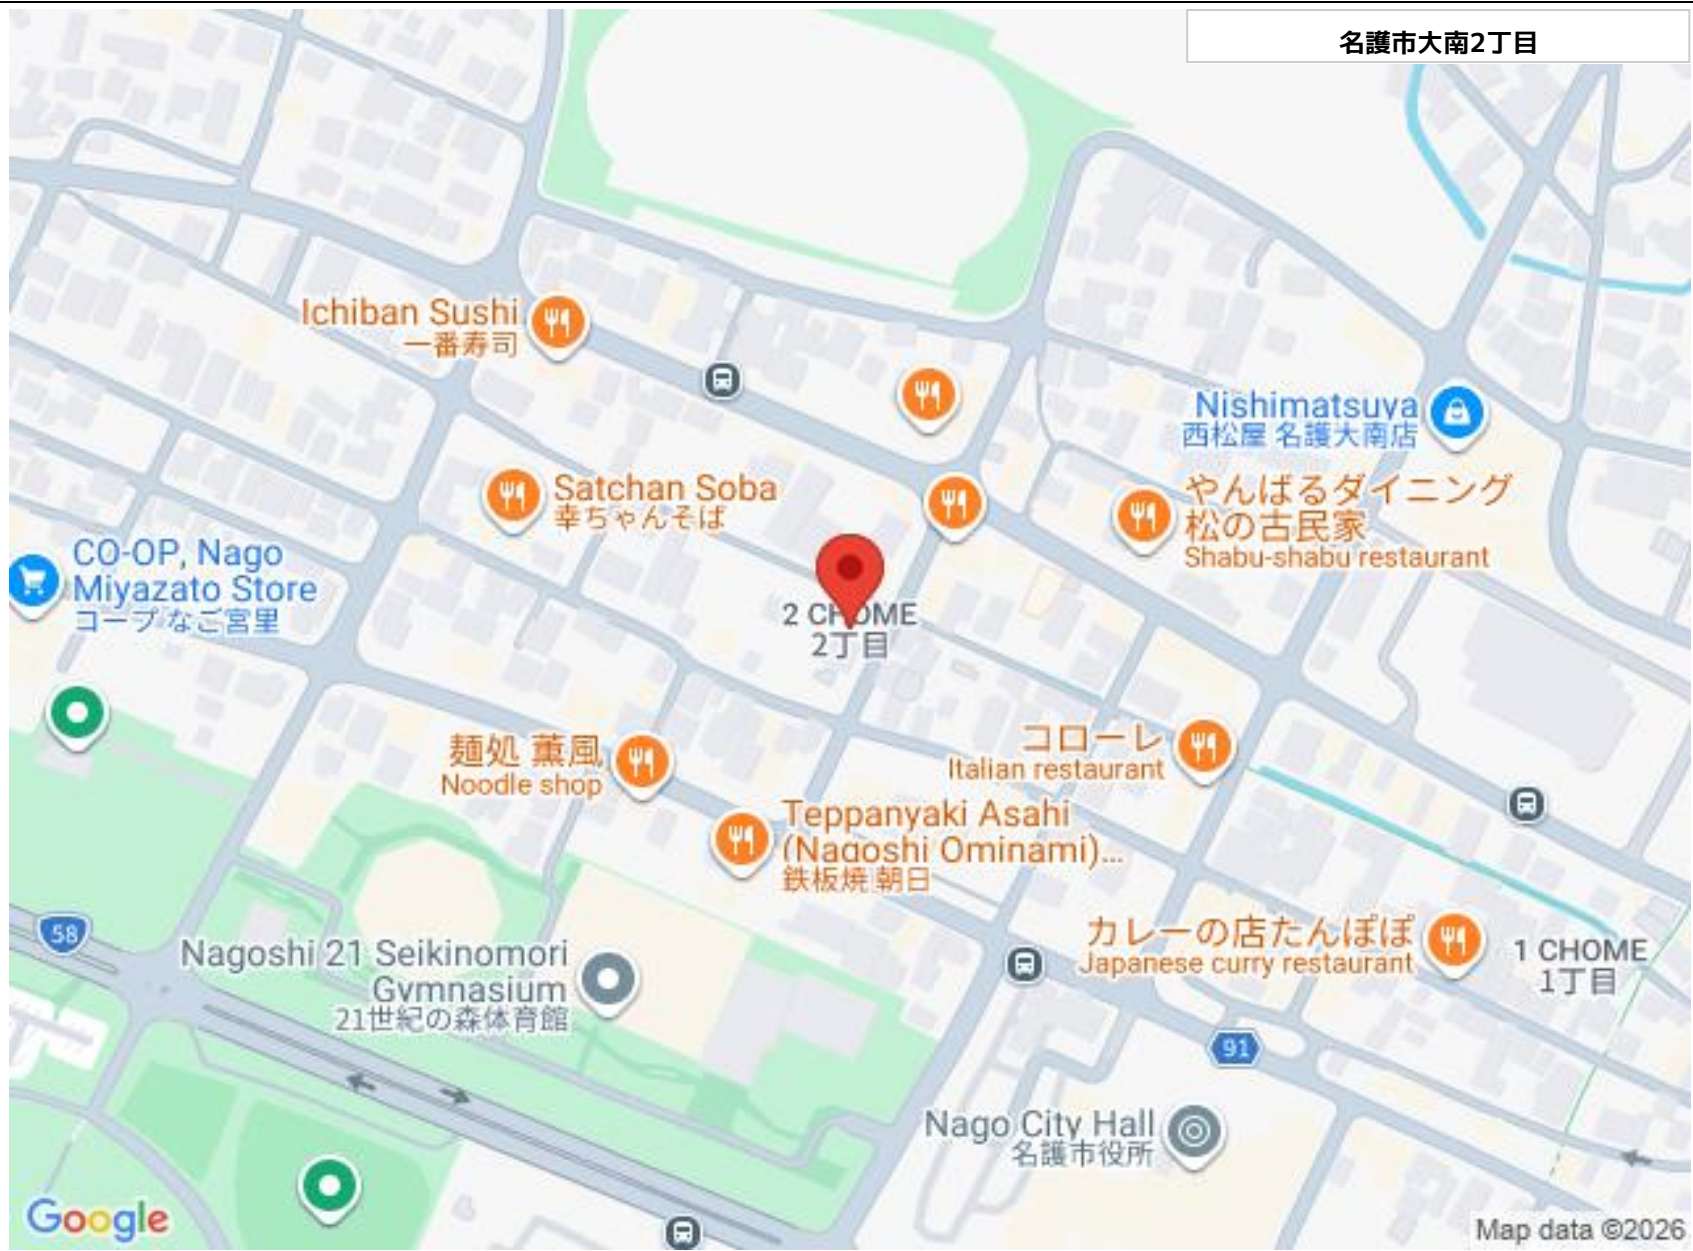 名護市大南2丁目
Ichiban Sushi
一番寿司
Nishimatsuya
西松屋 名護大南店
Satchan Soba
幸ちゃんそば
やんばるダイニング
松の古民家
Shabu-shabu restaurant
CO-OP, Nago
Miyazato Store
コープなご宮里
2 CHOME
2丁目
麺処 薫風
Noodle shop
コローレ
Italian restaurant
Teppanyaki Asahi
(Nagoshi Ominami)...
鉄板焼 朝日
58
Nagoshi 21 Seikinomori
Gymnasium
21世紀の森体育館
カレーの店たんぽぽ
Japanese curry restaurant
1 CHOME
1丁目
91
Nago City Hall
名護市役所
Google
Map data ©2026